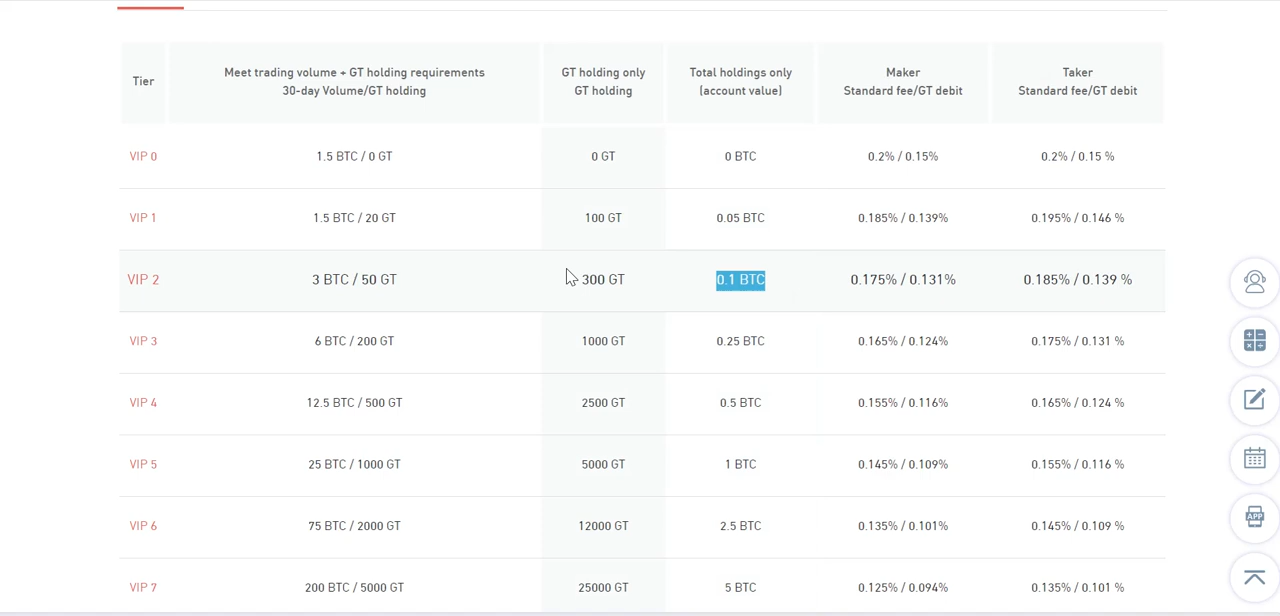 Tier
Meet trading volume + GT holding requirements
30-day Volume/GT holding
GT holding only
GT holding
Total holdings only
(account value)
Maker
Standard fee/GT debit
Taker
Standard fee/GT debit
VIP 0 1.5 BTC / 0 GT 0 GT 0 BTC 0.2% / 0.15% 0.2% / 0.15 %
VIP 1 1.5 BTC / 20 GT 100 GT 0.05 BTC 0.185% / 0.139% 0.195% / 0.146 %
VIP 2 3 BTC / 50 GT 300 GT 0.1 BTC 0.175% / 0.131% 0.185% / 0.139 %
VIP 3 6 BTC / 200 GT 1000 GT 0.25 BTC 0.165% / 0.124% 0.175% / 0.131 %
VIP 4 12.5 BTC / 500 GT 2500 GT 0.5 BTC 0.155% / 0.116% 0.165% / 0.124 %
VIP 5 25 BTC / 1000 GT 5000 GT 1 BTC 0.145% / 0.109% 0.155% / 0.116 %
VIP 6 75 BTC / 2000 GT 12000 GT 2.5 BTC 0.135% / 0.101% 0.145% / 0.109 %
VIP 7 200 BTC / 5000 GT 25000 GT 5 BTC 0.125% / 0.094% 0.135% / 0.101 %
APP